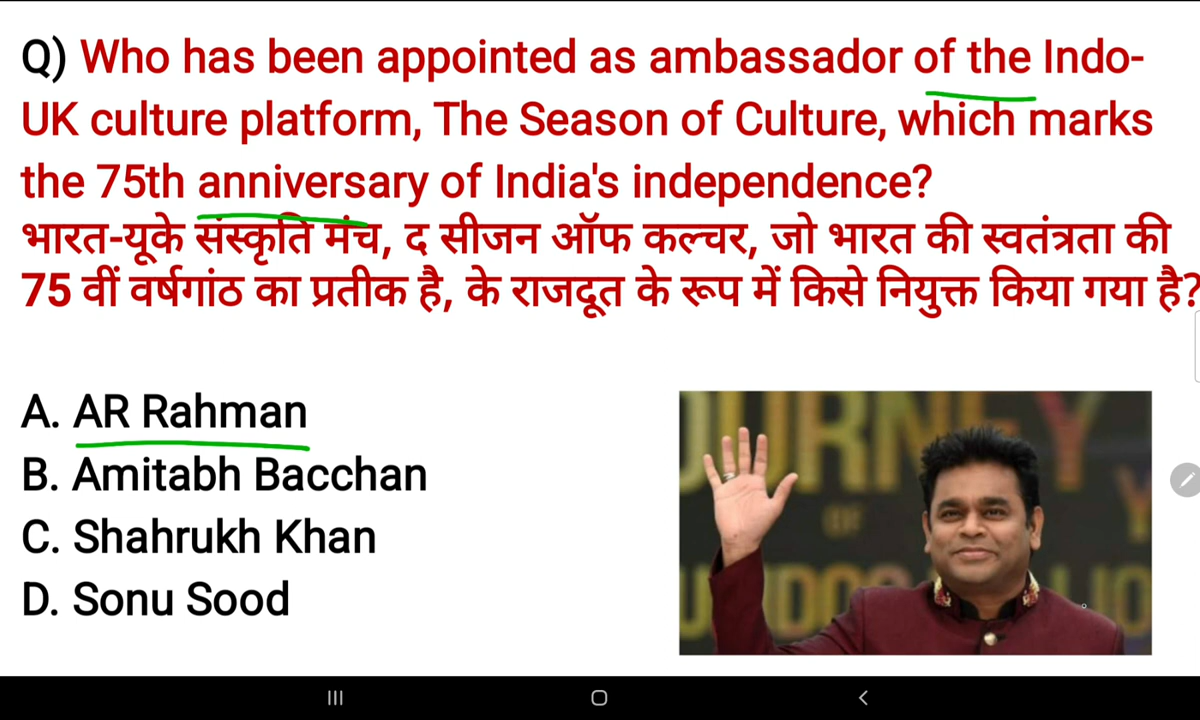 Q) Who has been appointed as ambassador of the Indo-
UK culture platform, The Season of Culture, which marks
the 75th anniversary of India's independence?
भारत-यूके संस्कृति मंच, द सीजन ऑफ कल्चर, जो भारत की स्वतंत्रता की
75 वीं वर्षगांठ का प्रतीक है, के राजदूत के रूप में किसे नियुक्त किया गया है?
A. AR Rahman
B. Amitabh Bacchan
C. Shahrukh Khan
D. Sonu Sood
OF